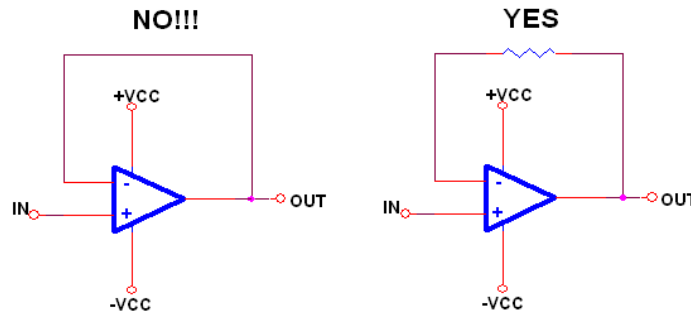 NO!!!
+VCC
-
IN
+
OUT
-VCC
YES
+VCC
-
IN
+
OUT
-VCC